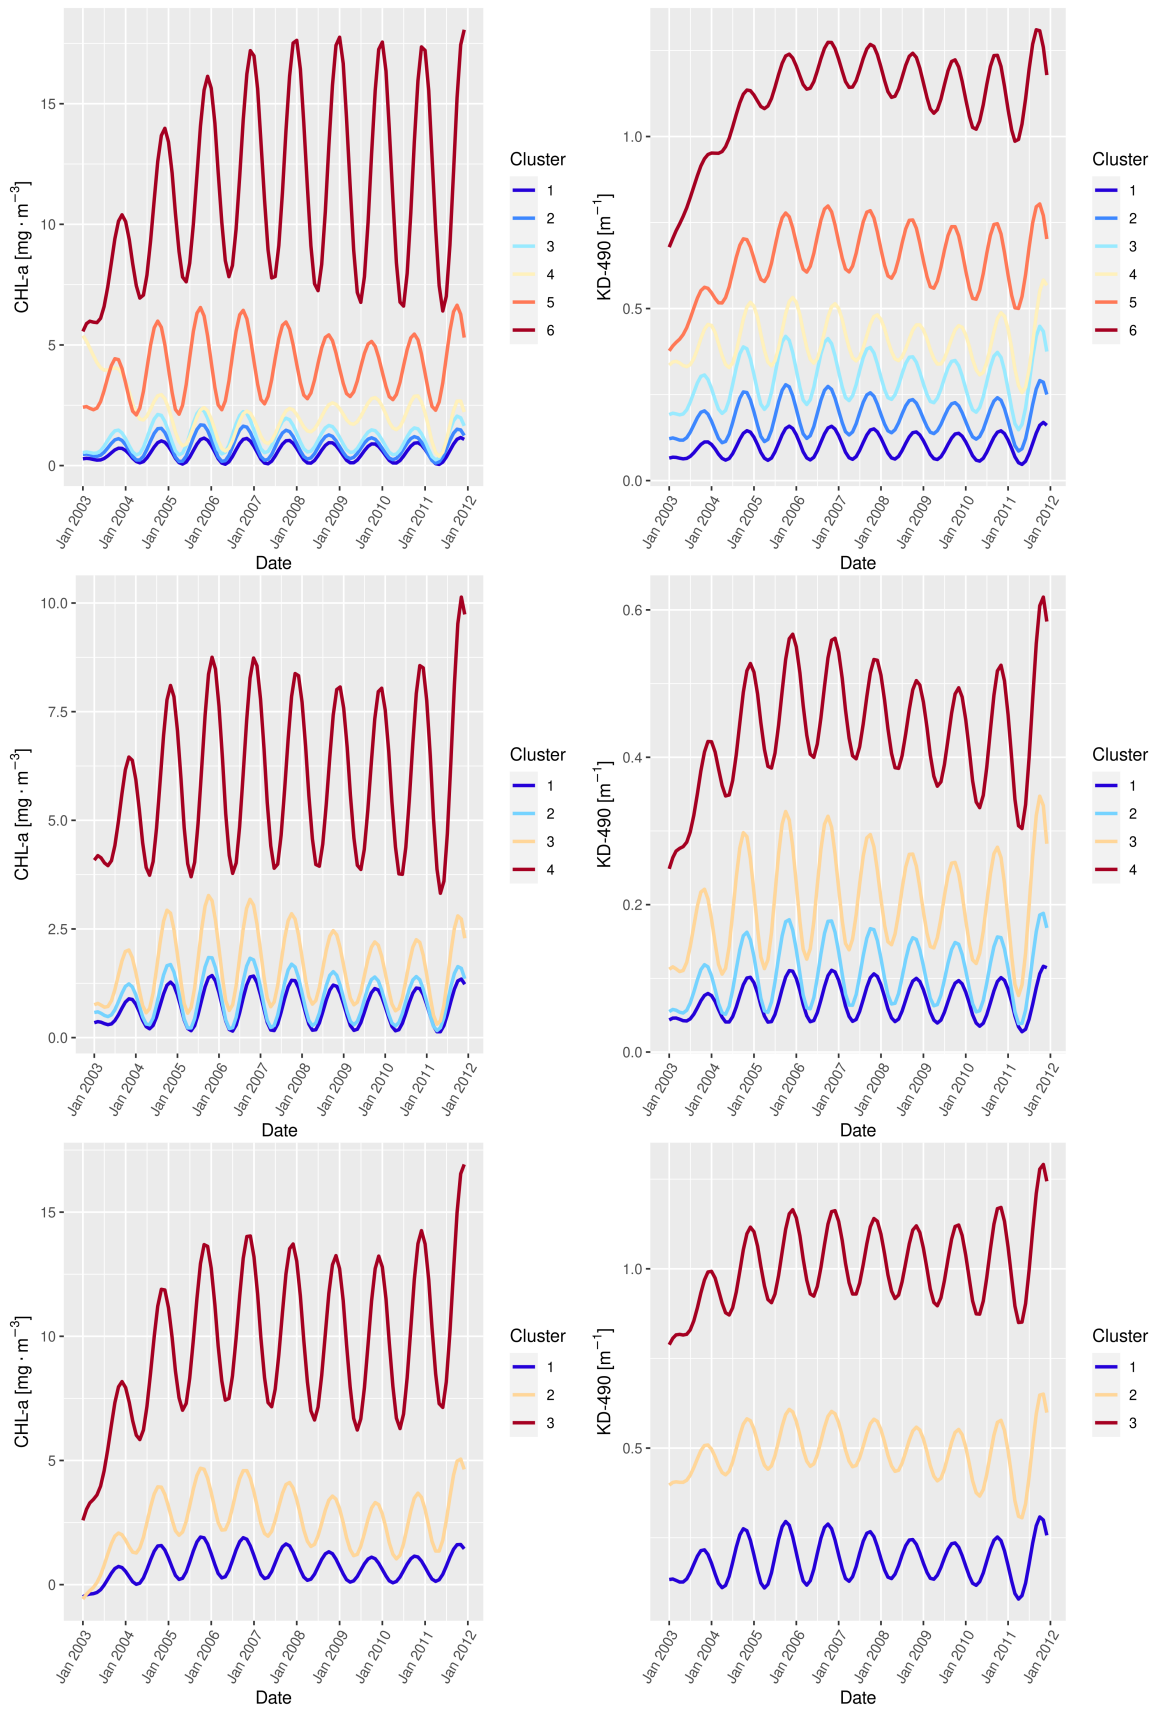 15
10
5
0
CHL-a [mg · m⁻³]
Jan 2003
Jan 2004
Jan 2005
Jan 2006
Jan 2007
Jan 2008
Jan 2009
Jan 2010
Jan 2011
Jan 2012
Date
Cluster
1
2
3
4
5
6
1.0
0.5
0.0
KD-490 [m⁻¹]
Jan 2003
Jan 2004
Jan 2005
Jan 2006
Jan 2007
Jan 2008
Jan 2009
Jan 2010
Jan 2011
Jan 2012
Date
Cluster
1
2
3
4
5
6
10.0
7.5
5.0
2.5
0.0
CHL-a [mg · m⁻³]
Jan 2003
Jan 2004
Jan 2005
Jan 2006
Jan 2007
Jan 2008
Jan 2009
Jan 2010
Jan 2011
Jan 2012
Date
Cluster
1
2
3
4
0.6
0.4
0.2
0.0
KD-490 [m⁻¹]
Jan 2003
Jan 2004
Jan 2005
Jan 2006
Jan 2007
Jan 2008
Jan 2009
Jan 2010
Jan 2011
Jan 2012
Date
Cluster
1
2
3
4
15
10
5
0
CHL-a [mg · m⁻³]
Jan 2003
Jan 2004
Jan 2005
Jan 2006
Jan 2007
Jan 2008
Jan 2009
Jan 2010
Jan 2011
Jan 2012
Date
Cluster
1
2
3
1.0
0.5
KD-490 [m⁻¹]
Jan 2003
Jan 2004
Jan 2005
Jan 2006
Jan 2007
Jan 2008
Jan 2009
Jan 2010
Jan 2011
Jan 2012
Date
Cluster
1
2
3